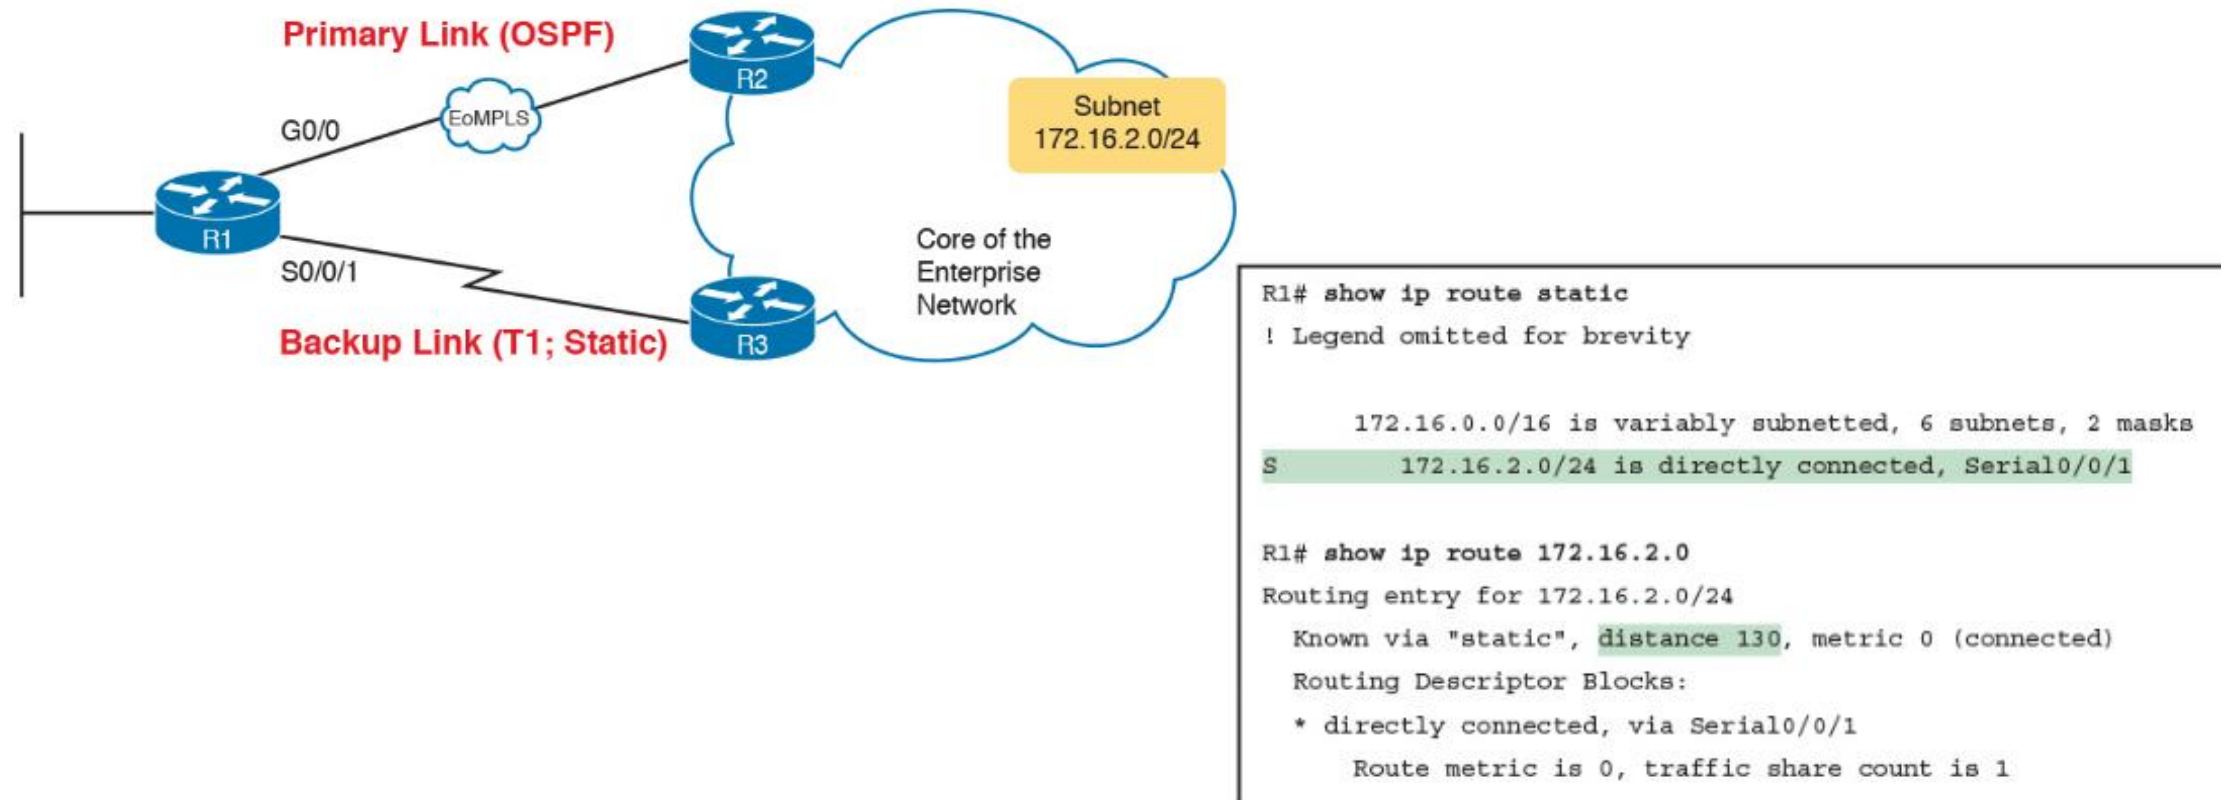 Primary Link (OSPF)
R2
EoMPLS
Subnet
172.16.2.0/24
G0/0
R1
Core of the
Enterprise
Network
S0/0/1
Backup Link (T1; Static)
R3
R1# show ip route static
! Legend omitted for brevity
172.16.0.0/16 is variably subnetted, 6 subnets, 2 masks
S 172.16.2.0/24 is directly connected, Serial0/0/1
R1# show ip route 172.16.2.0
Routing entry for 172.16.2.0/24
Known via "static", distance 130, metric 0 (connected)
Routing Descriptor Blocks:
* directly connected, via Serial0/0/1
Route metric is 0, traffic share count is 1